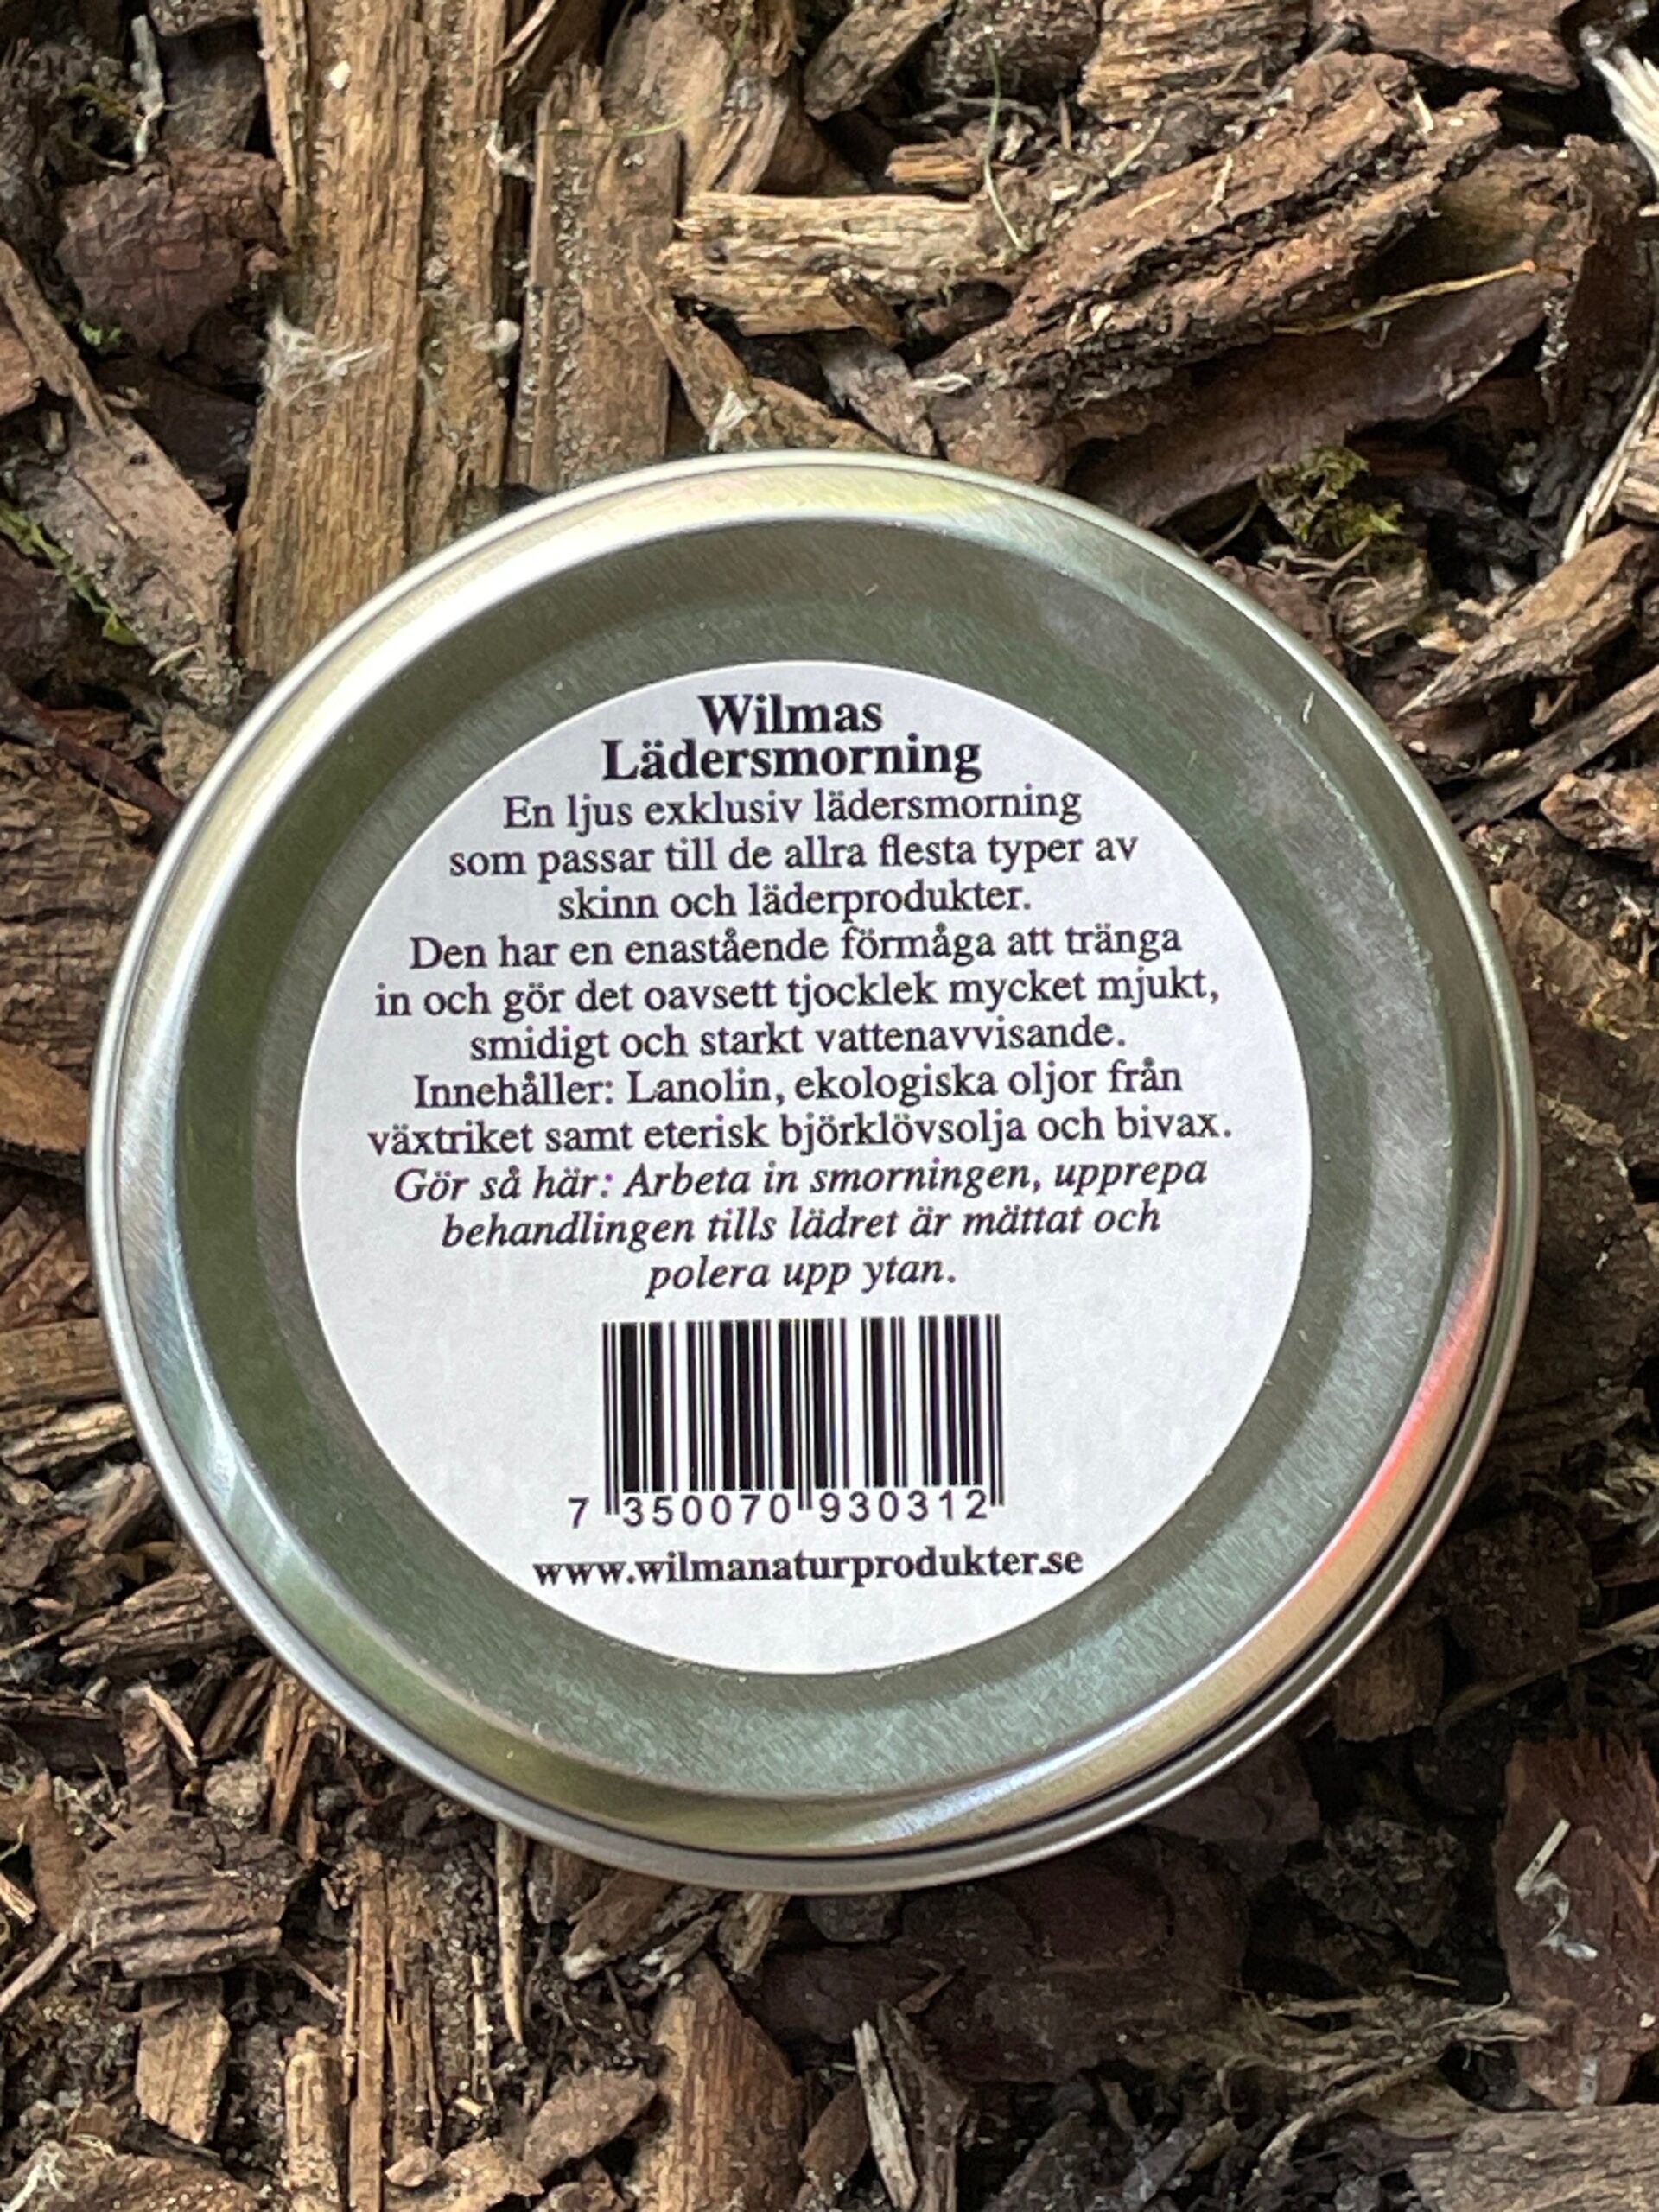 Wilmas
Lädersmorning
En ljus exklusiv lädersmorning
som passar till de allra flesta typer av
skinn och läderprodukter.
Den har en enastående förmåga att tränga
in och gör det oavsett tjocklek mycket mjukt,
smidigt och starkt vattenavvisande.
Innehåller: Lanolin, ekologiska oljor från
växtriket samt eterisk björklövsolja och bivax.
Gör så här: Arbeta in smorningen, upprepa
behandlingen tills lädret är mättat och
polera upp ytan.
7 350070 930312
www.wilmanaturprodukter.se